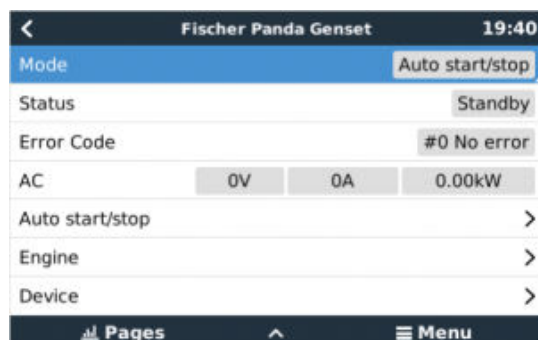 Fischer Panda Genset 19:40
Mode Auto start/stop
Status Standby
Error Code #0 No error
AC 0V 0A 0.00kW
Auto start/stop
Engine
Device
Pages Menu